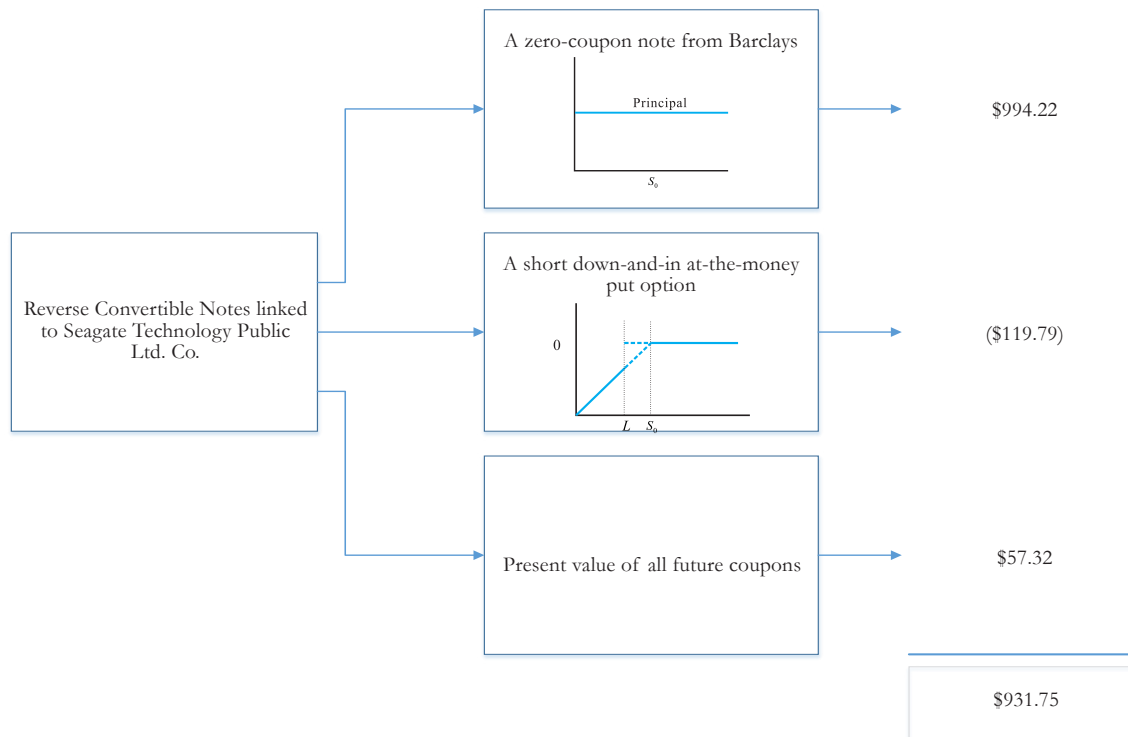 A zero-coupon note from Barclays
Principal
S₀
$994.22
Reverse Convertible Notes linked
to Seagate Technology Public
Ltd. Co.
A short down-and-in at-the-money
put option
0
L S₀
($119.79)
Present value of all future coupons
$57.32
$931.75